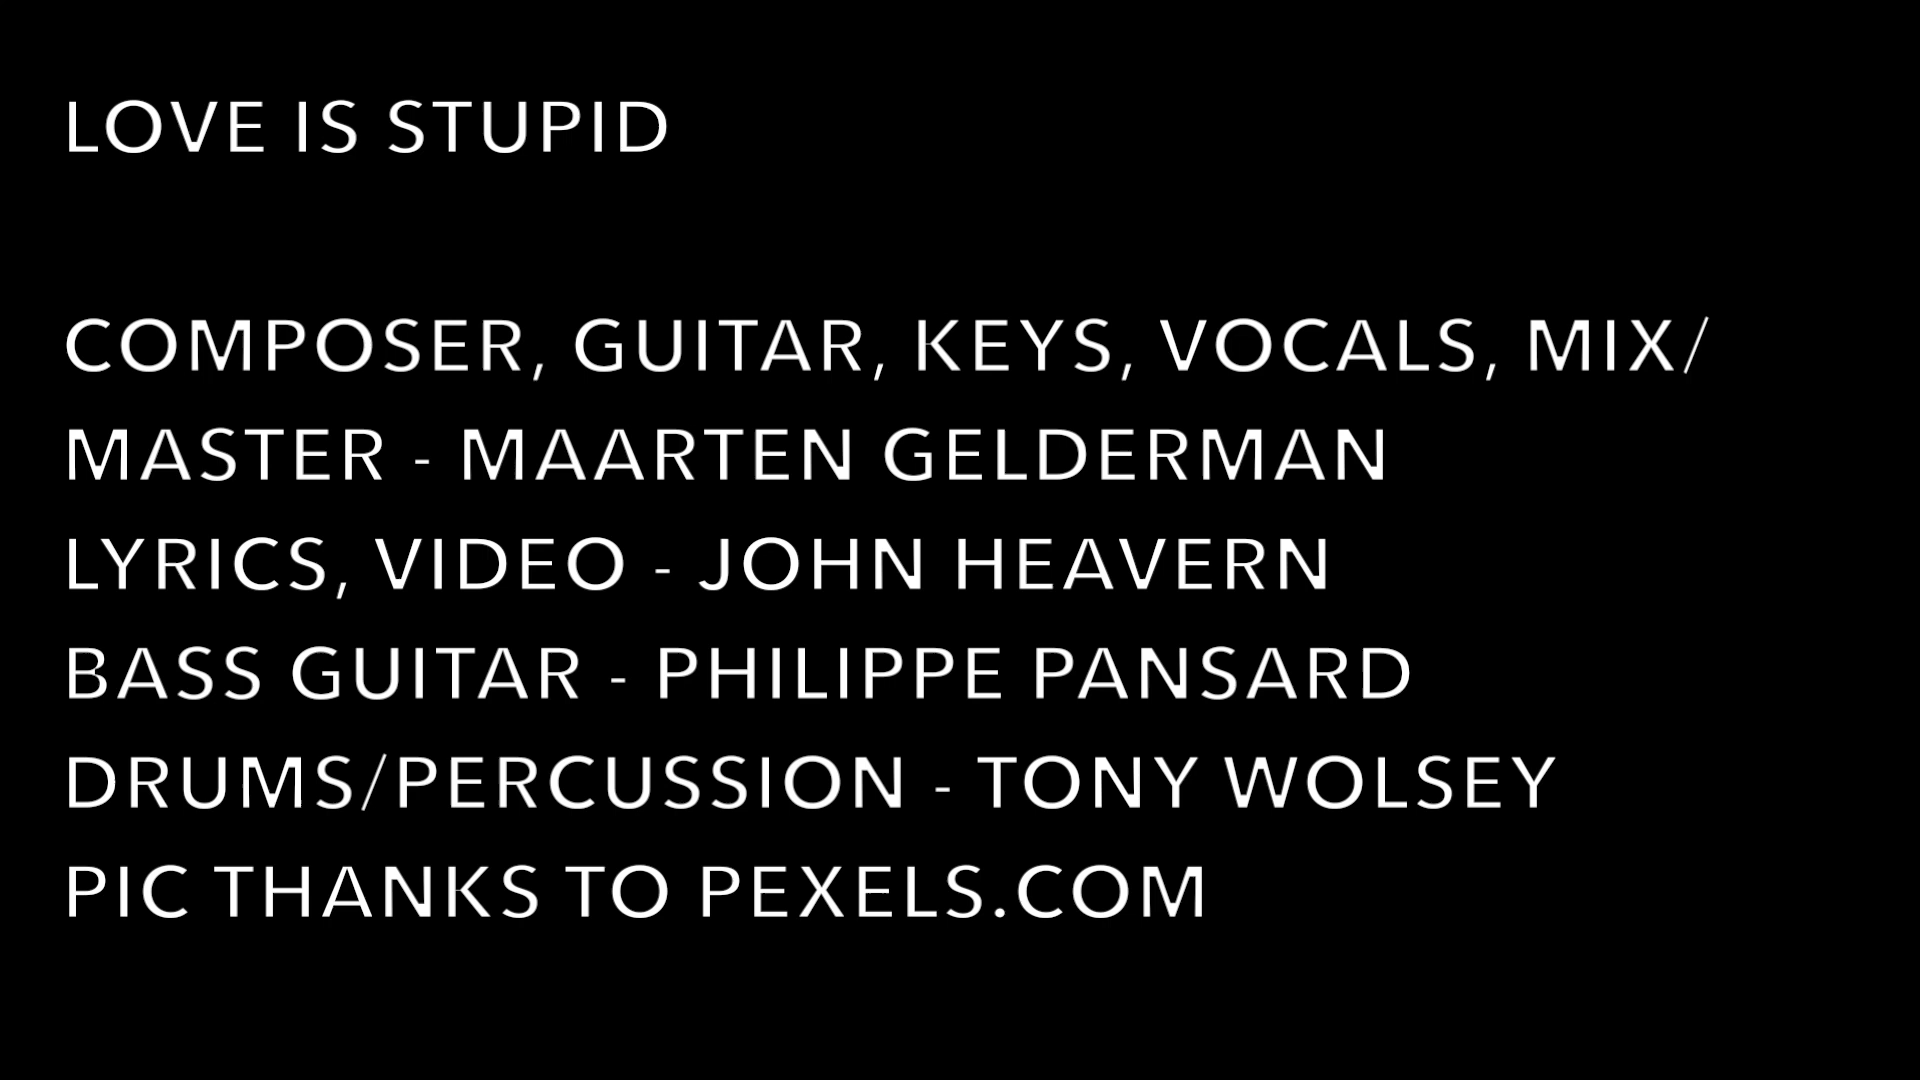 LOVE IS STUPID
COMPOSER, GUITAR, KEYS, VOCALS, MIX/
MASTER - MAARTEN GELDERMAN
LYRICS, VIDEO - JOHN HEAVERN
BASS GUITAR - PHILIPPE PANSARD
DRUMS/PERCUSSION - TONY WOLSEY
PIC THANKS TO PEXELS.COM